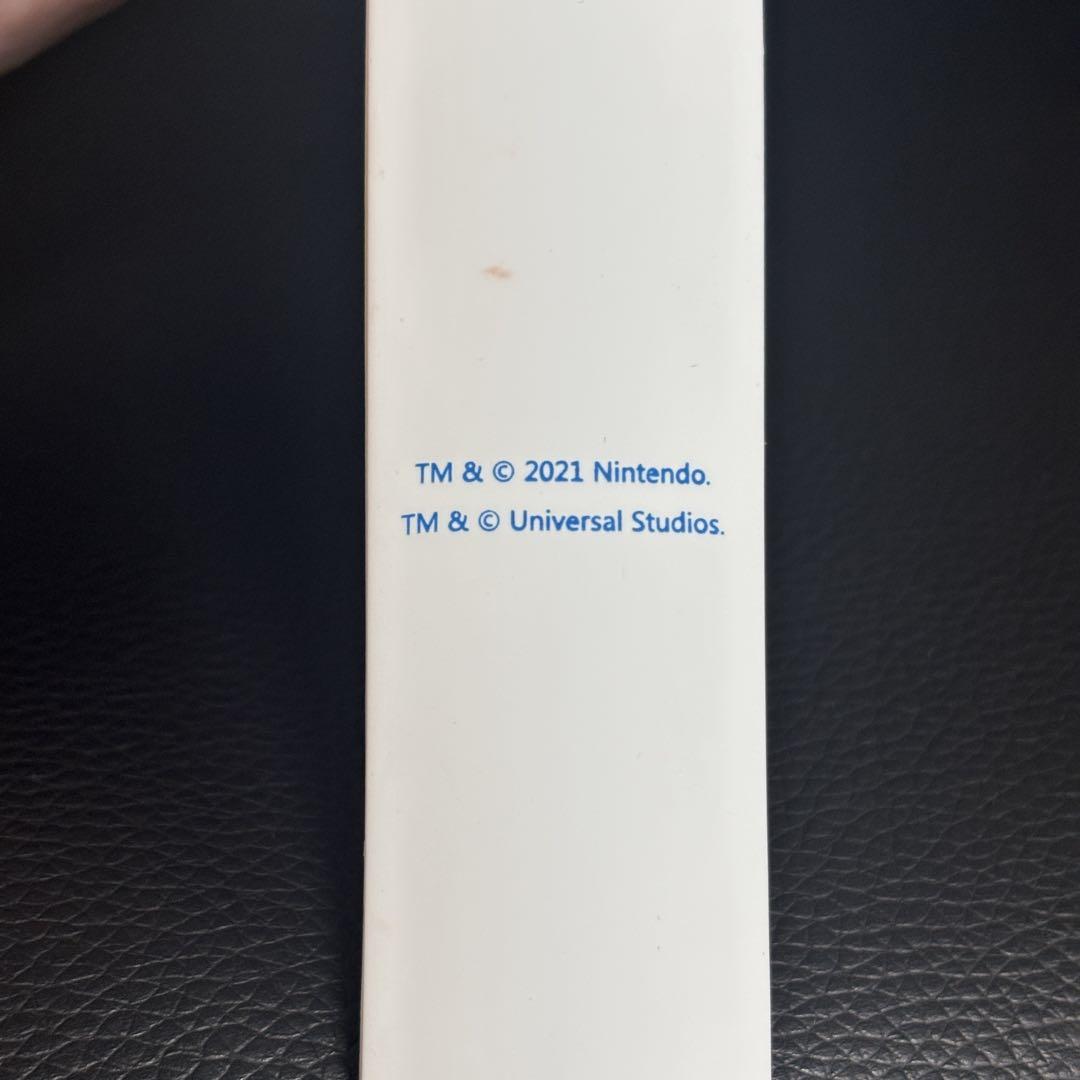 TM & © 2021 Nintendo.
TM & © Universal Studios.